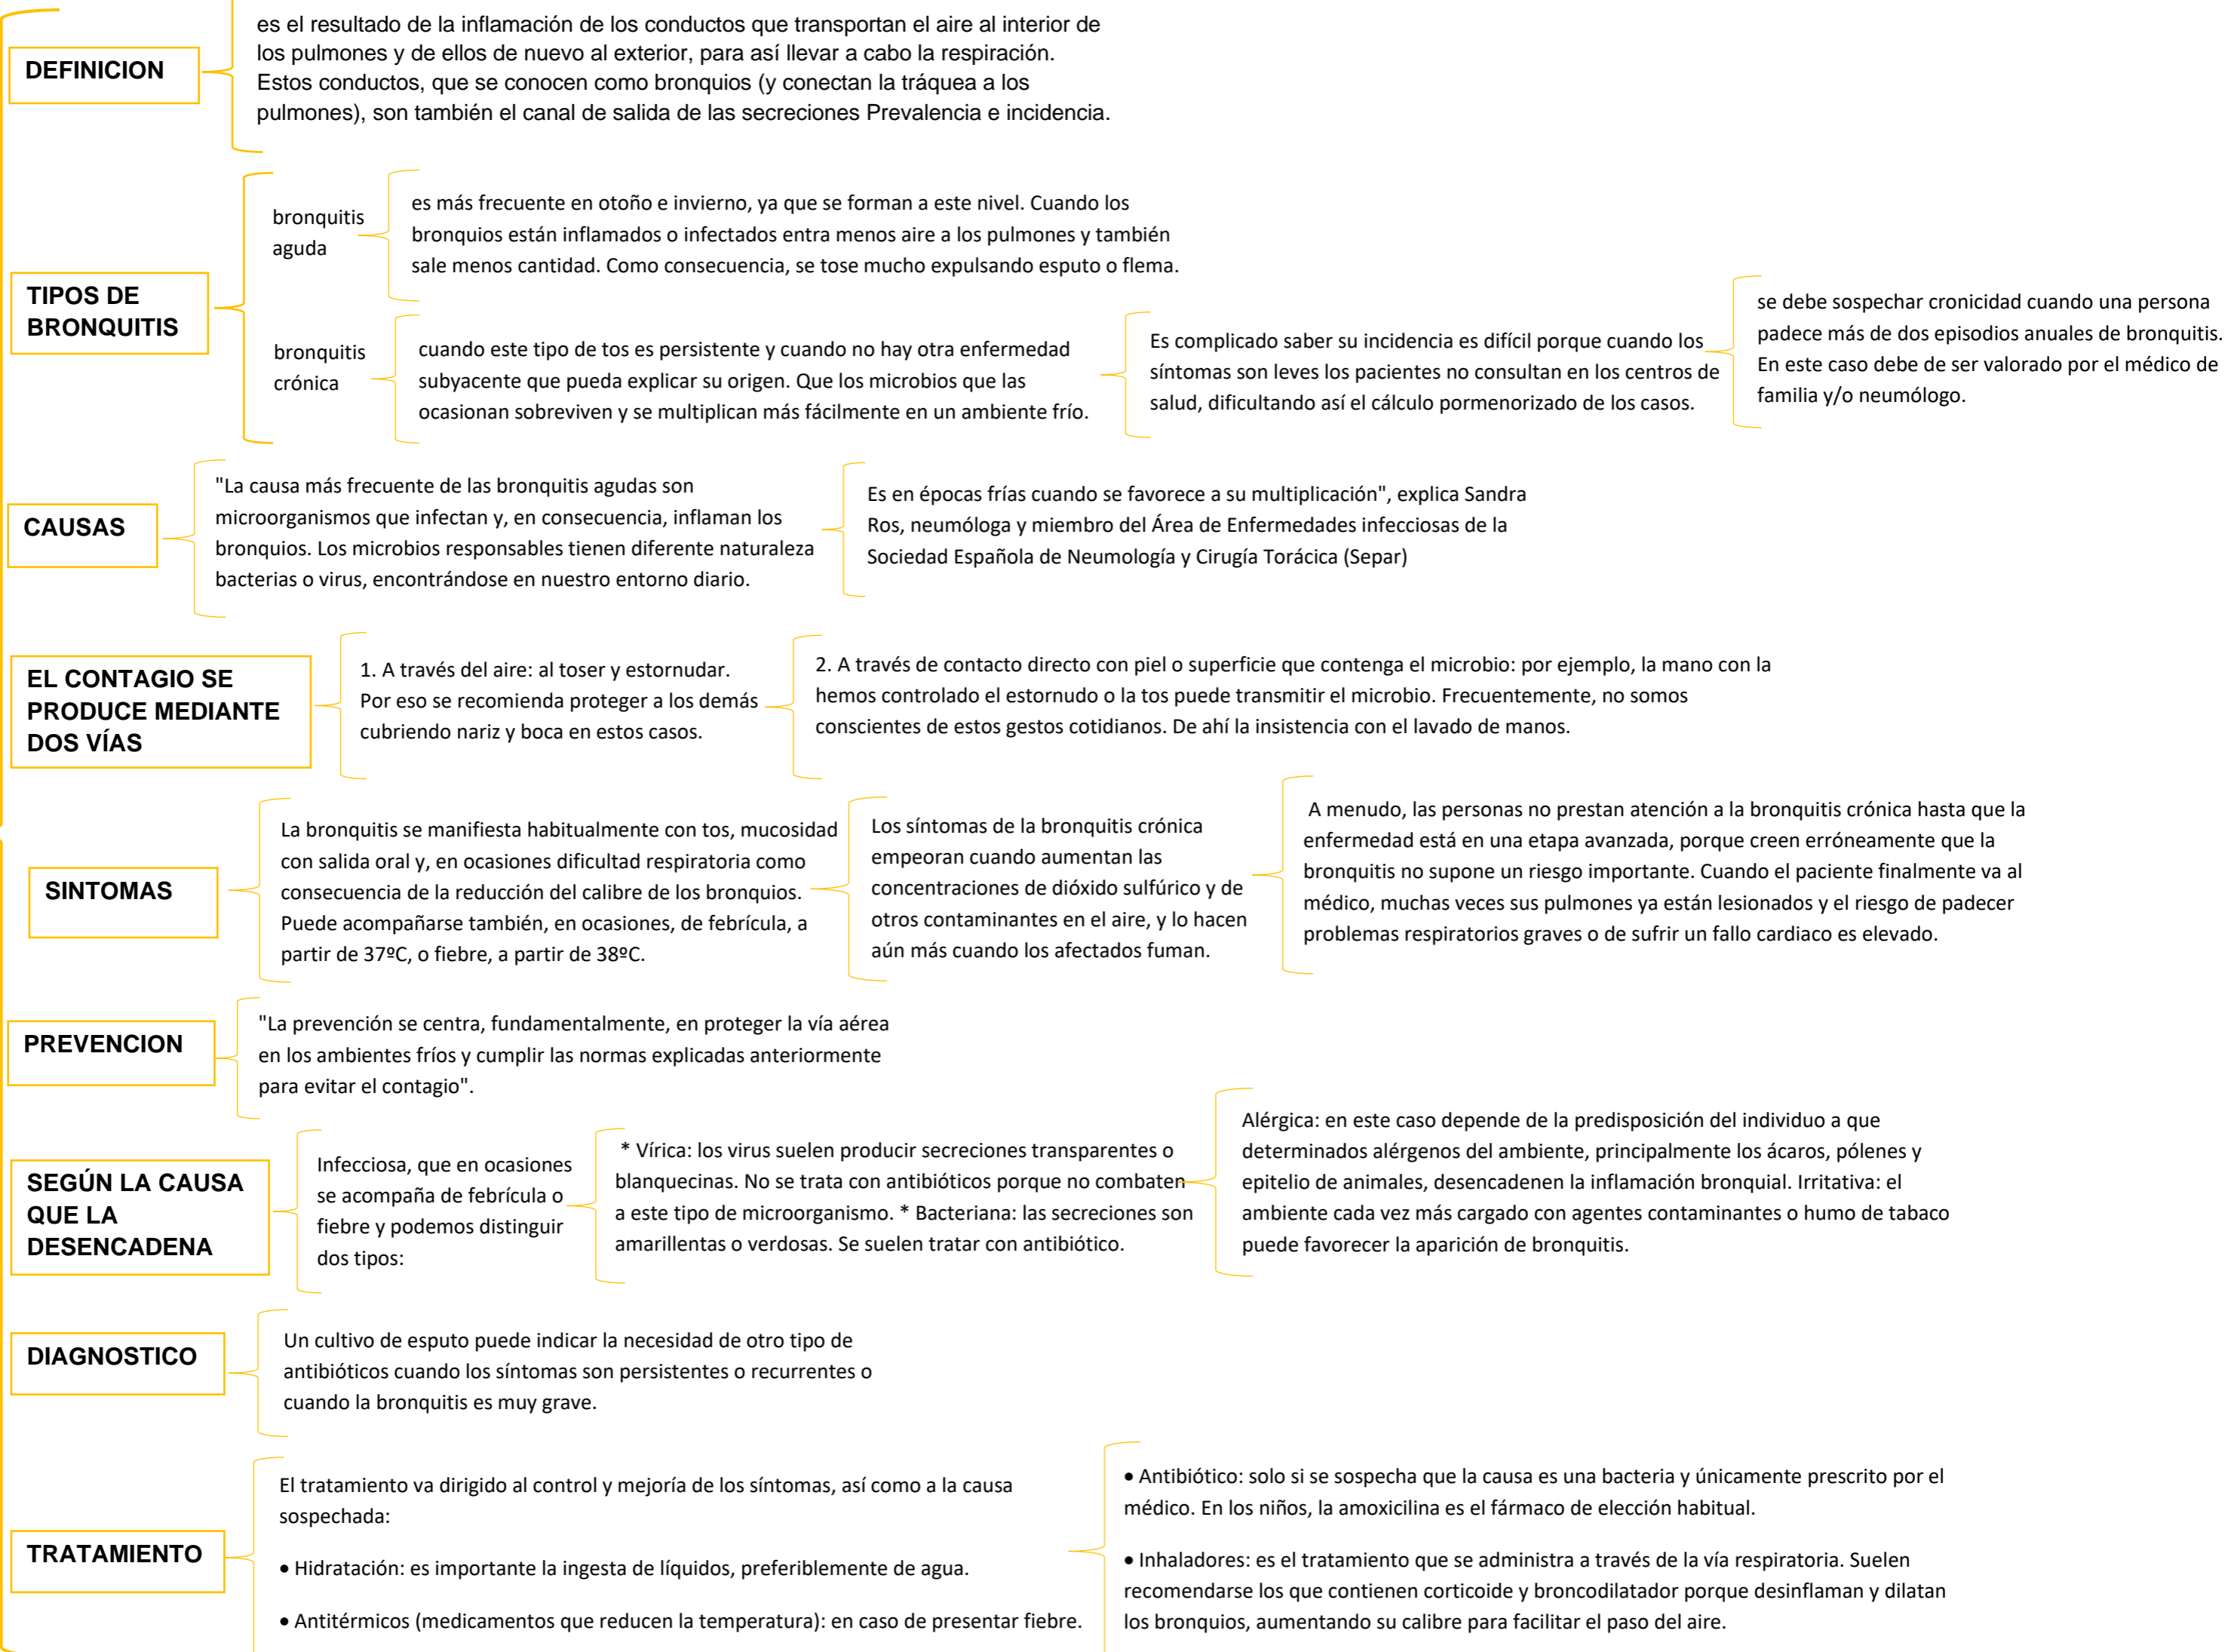 DEFINICION
es el resultado de la inflamación de los conductos que transportan el aire al interior de
los pulmones y de ellos de nuevo al exterior, para así llevar a cabo la respiración.
Estos conductos, que se conocen como bronquios (y conectan la tráquea a los
pulmones), son también el canal de salida de las secreciones Prevalencia e incidencia.
TIPOS DE
BRONQUITIS
bronquitis
aguda
es más frecuente en otoño e invierno, ya que se forman a este nivel. Cuando los
bronquios están inflamados o infectados entra menos aire a los pulmones y también
sale menos cantidad. Como consecuencia, se tose mucho expulsando esputo o flema.
bronquitis
crónica
cuando este tipo de tos es persistente y cuando no hay otra enfermedad
subyacente que pueda explicar su origen. Que los microbios que las
ocasionan sobreviven y se multiplican más fácilmente en un ambiente frío.
Es complicado saber su incidencia es difícil porque cuando los
síntomas son leves los pacientes no consultan en los centros de
salud, dificultando así el cálculo pormenorizado de los casos.
se debe sospechar cronicidad cuando una persona
padece más de dos episodios anuales de bronquitis.
En este caso debe de ser valorado por el médico de
familia y/o neumólogo.
CAUSAS
"La causa más frecuente de las bronquitis agudas son
microorganismos que infectan y, en consecuencia, inflaman los
bronquios. Los microbios responsables tienen diferente naturaleza
bacterias o virus, encontrándose en nuestro entorno diario.
Es en épocas frías cuando se favorece a su multiplicación", explica Sandra
Ros, neumóloga y miembro del Área de Enfermedades infecciosas de la
Sociedad Española de Neumología y Cirugía Torácica (Separ)
EL CONTAGIO SE
PRODUCE MEDIANTE
DOS VÍAS
1. A través del aire: al toser y estornudar.
Por eso se recomienda proteger a los demás
cubriendo nariz y boca en estos casos.
2. A través de contacto directo con piel o superficie que contenga el microbio: por ejemplo, la mano con la
hemos controlado el estornudo o la tos puede transmitir el microbio. Frecuentemente, no somos
conscientes de estos gestos cotidianos. De ahí la insistencia con el lavado de manos.
SINTOMAS
La bronquitis se manifiesta habitualmente con tos, mucosidad
con salida oral y, en ocasiones dificultad respiratoria como
consecuencia de la reducción del calibre de los bronquios.
Puede acompañarse también, en ocasiones, de febrícula, a
partir de 37ºC, o fiebre, a partir de 38ºC.
Los síntomas de la bronquitis crónica
empeoran cuando aumentan las
concentraciones de dióxido sulfúrico y de
otros contaminantes en el aire, y lo hacen
aún más cuando los afectados fuman.
A menudo, las personas no prestan atención a la bronquitis crónica hasta que la
enfermedad está en una etapa avanzada, porque creen erróneamente que la
bronquitis no supone un riesgo importante. Cuando el paciente finalmente va al
médico, muchas veces sus pulmones ya están lesionados y el riesgo de padecer
problemas respiratorios graves o de sufrir un fallo cardiaco es elevado.
PREVENCION
"La prevención se centra, fundamentalmente, en proteger la vía aérea
en los ambientes fríos y cumplir las normas explicadas anteriormente
para evitar el contagio".
SEGÚN LA CAUSA
QUE LA
DESENCADENA
Infecciosa, que en ocasiones
se acompaña de febrícula o
fiebre y podemos distinguir
dos tipos:
* Vírica: los virus suelen producir secreciones transparentes o
blanquecinas. No se trata con antibióticos porque no combaten
a este tipo de microorganismo. * Bacteriana: las secreciones son
amarillentas o verdosas. Se suelen tratar con antibiótico.
Alérgica: en este caso depende de la predisposición del individuo a que
determinados alérgenos del ambiente, principalmente los ácaros, pólenes y
epitelio de animales, desencadenen la inflamación bronquial. Irritativa: el
ambiente cada vez más cargado con agentes contaminantes o humo de tabaco
puede favorecer la aparición de bronquitis.
DIAGNOSTICO
Un cultivo de esputo puede indicar la necesidad de otro tipo de
antibióticos cuando los síntomas son persistentes o recurrentes o
cuando la bronquitis es muy grave.
TRATAMIENTO
El tratamiento va dirigido al control y mejoría de los síntomas, así como a la causa
sospechada:
• Hidratación: es importante la ingesta de líquidos, preferiblemente de agua.
• Antitérmicos (medicamentos que reducen la temperatura): en caso de presentar fiebre.
• Antibiótico: solo si se sospecha que la causa es una bacteria y únicamente prescrito por el
médico. En los niños, la amoxicilina es el fármaco de elección habitual.
• Inhaladores: es el tratamiento que se administra a través de la vía respiratoria. Suelen
recomendarse los que contienen corticoide y broncodilatador porque desinflaman y dilatan
los bronquios, aumentando su calibre para facilitar el paso del aire.